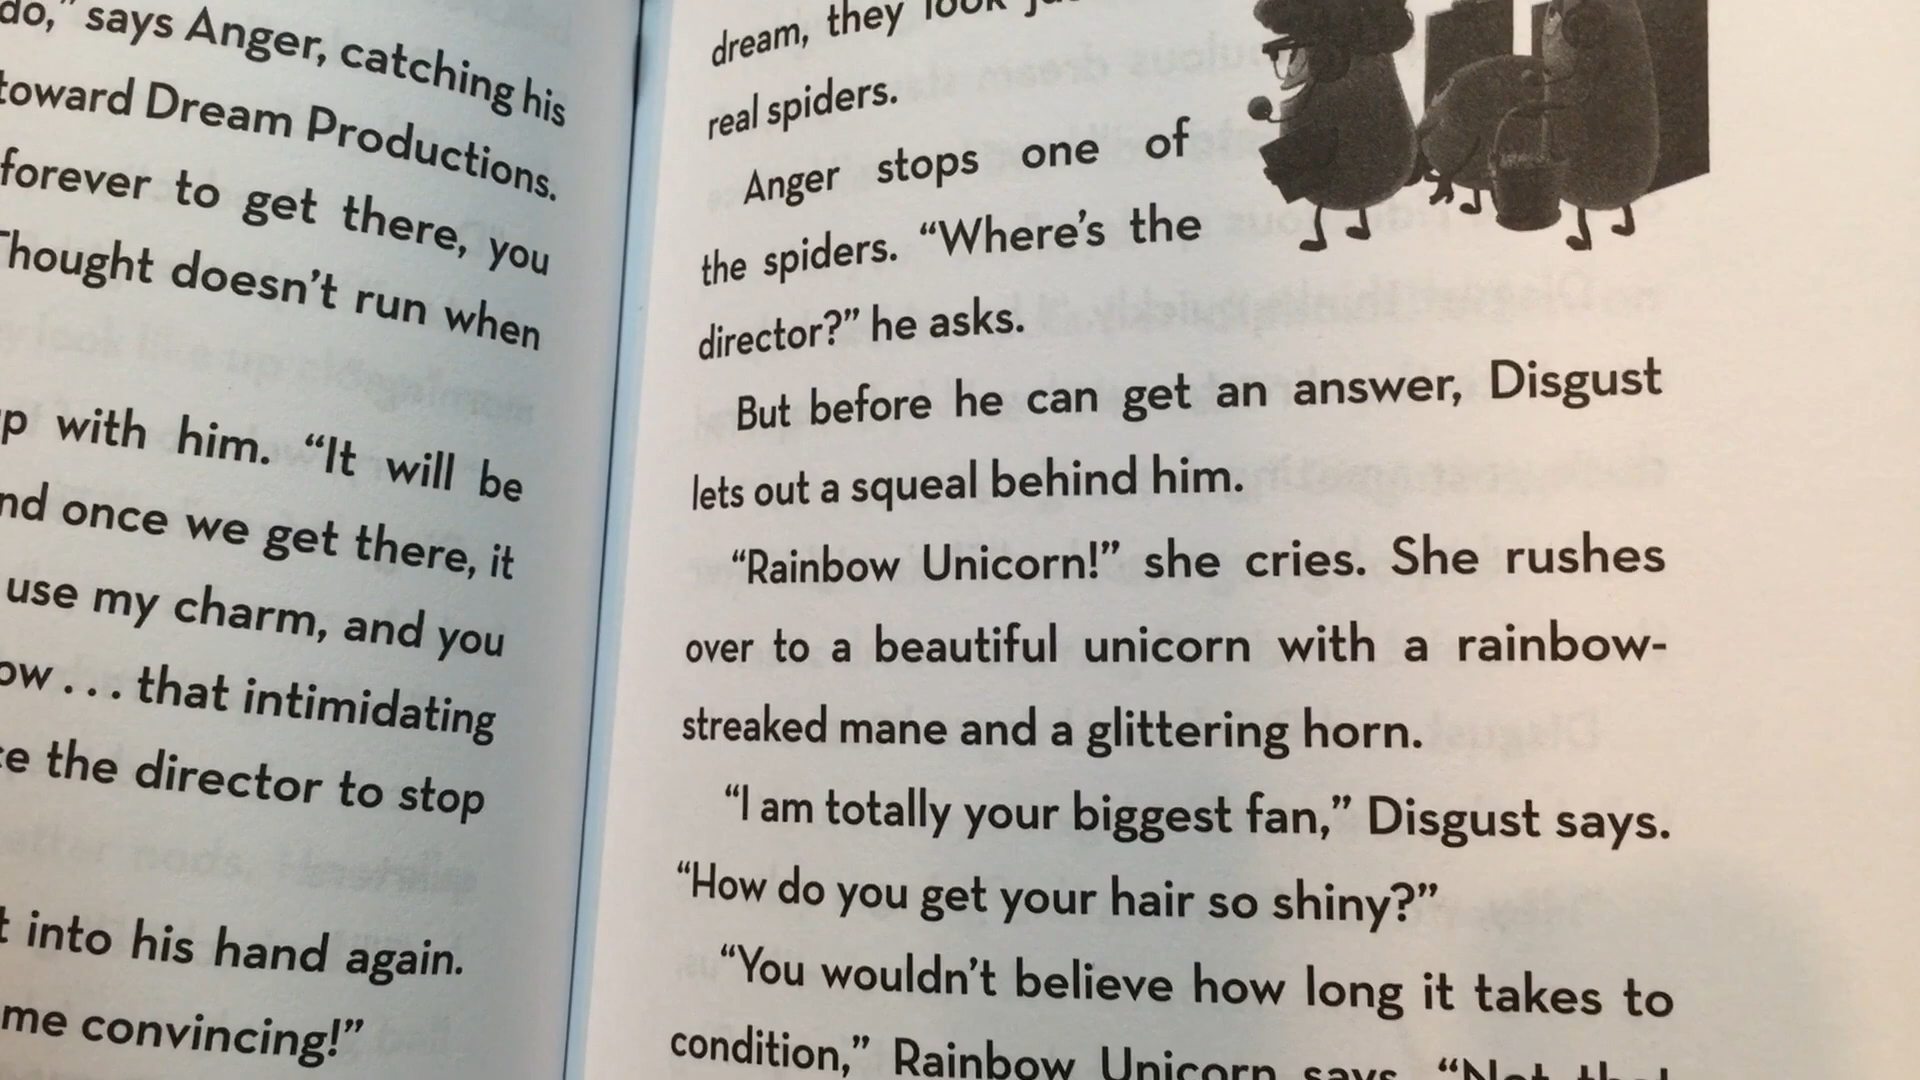 do,” says Anger, catching his
toward Dream Productions.
forever to get there, you
Thought doesn’t run when
with him. “It will be
once we get there, it
use my charm, and you
. . . that intimidating
the director to stop
into his hand again.
me convincing!”
dream, they look
real spiders.
Anger stops one of
the spiders. “Where’s the
director?” he asks.
But before he can get an answer, Disgust
lets out a squeal behind him.
“Rainbow Unicorn!” she cries. She rushes
over to a beautiful unicorn with a rainbow-
streaked mane and a glittering horn.
“I am totally your biggest fan,” Disgust says.
“How do you get your hair so shiny?”
“You wouldn’t believe how long it takes to
condition,” Rainbow Unicorn says. “Not that